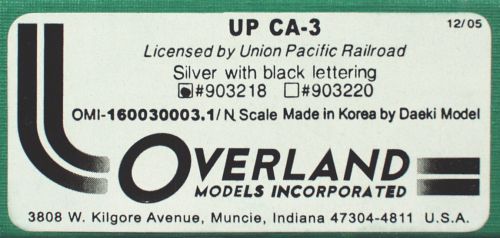 UP CA-3
12/05
Licensed by Union Pacific Railroad
Silver with black lettering
#903218 #903220
OMI-160030003.1/N Scale Made in Korea by Daeki Model
OVERLAND
MODELS INCORPORATED
3808 W. Kilgore Avenue, Muncie, Indiana 47304-4811 U.S.A.